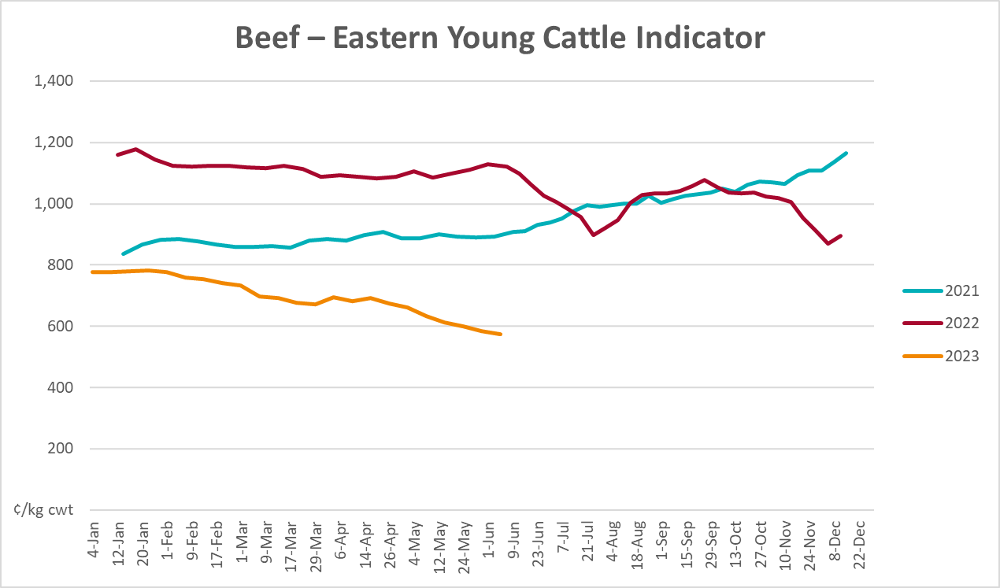 Beef – Eastern Young Cattle Indicator
1,400
1,200
1,000
800
600
400
200
¢/kg cwt
4-Jan
12-Jan
20-Jan
1-Feb
9-Feb
17-Feb
1-Mar
9-Mar
17-Mar
29-Mar
6-Apr
14-Apr
26-Apr
4-May
12-May
24-May
1-Jun
9-Jun
23-Jun
7-Jul
21-Jul
4-Aug
18-Aug
1-Sep
15-Sep
29-Sep
13-Oct
27-Oct
10-Nov
24-Nov
8-Dec
22-Dec
2021
2022
2023